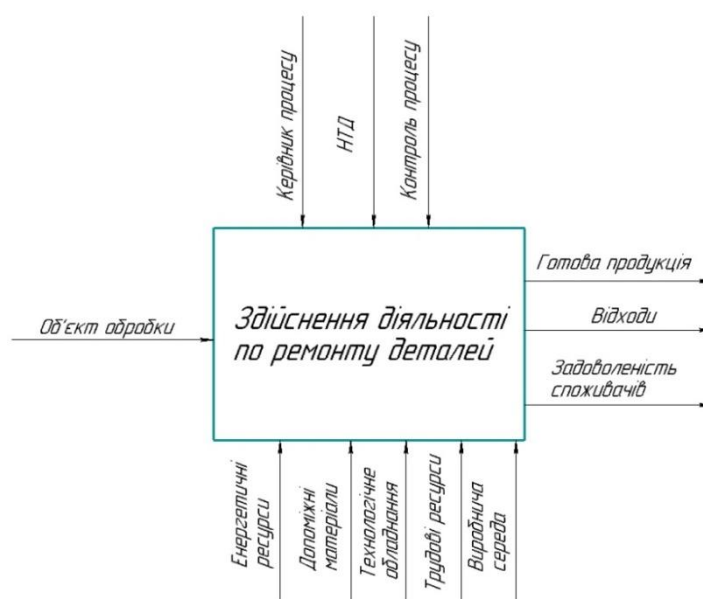 Керівник процесу
НТД
Контроль процесу
Об'єкт обробки
Здійснення діяльності
по ремонту деталей
Готова продукція
Відходи
Задоволеність
споживачів
Енергетичні
ресурси
Допоміжні
матеріали
Технологічне
обладнання
Трудові ресурси
Виробнича
середа